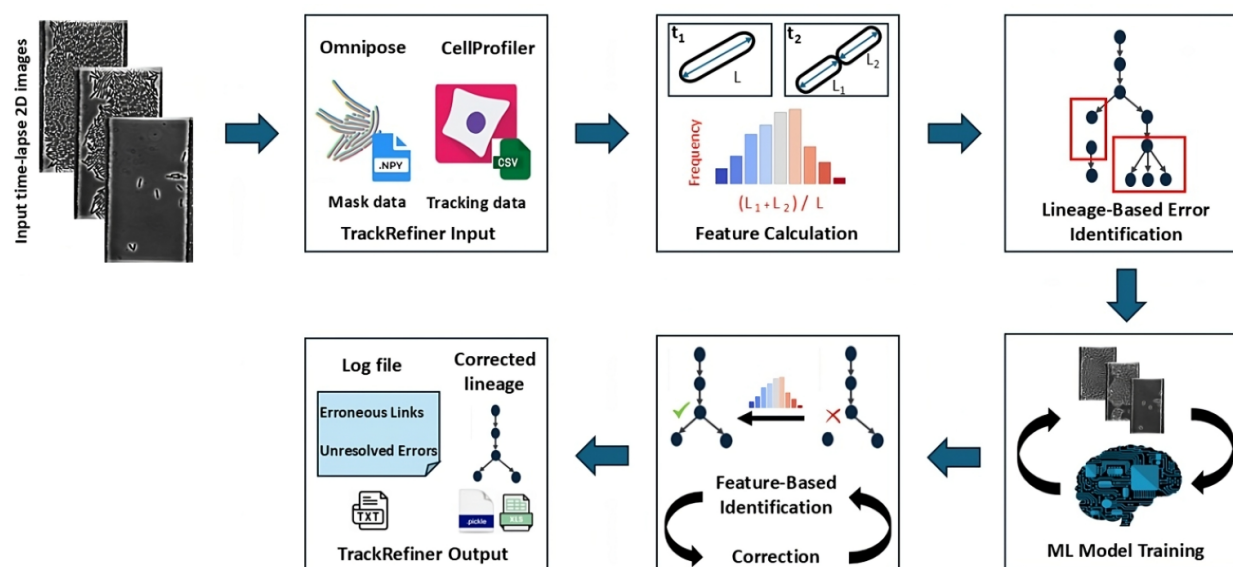 Input time-lapse 2D images
Omnipose
CellProfiler
.NPY
CSV
Mask data
Tracking data
TrackRefiner Input
t1
L
t2
L2
L1
Frequency
(L1 + L2) / L
Feature Calculation
Lineage-Based Error
Identification
ML Model Training
Feature-Based
Identification
Correction
Log file
Corrected
lineage
Erroneous Links
Unresolved Errors
TXT
.pickle
XLS
TrackRefiner Output